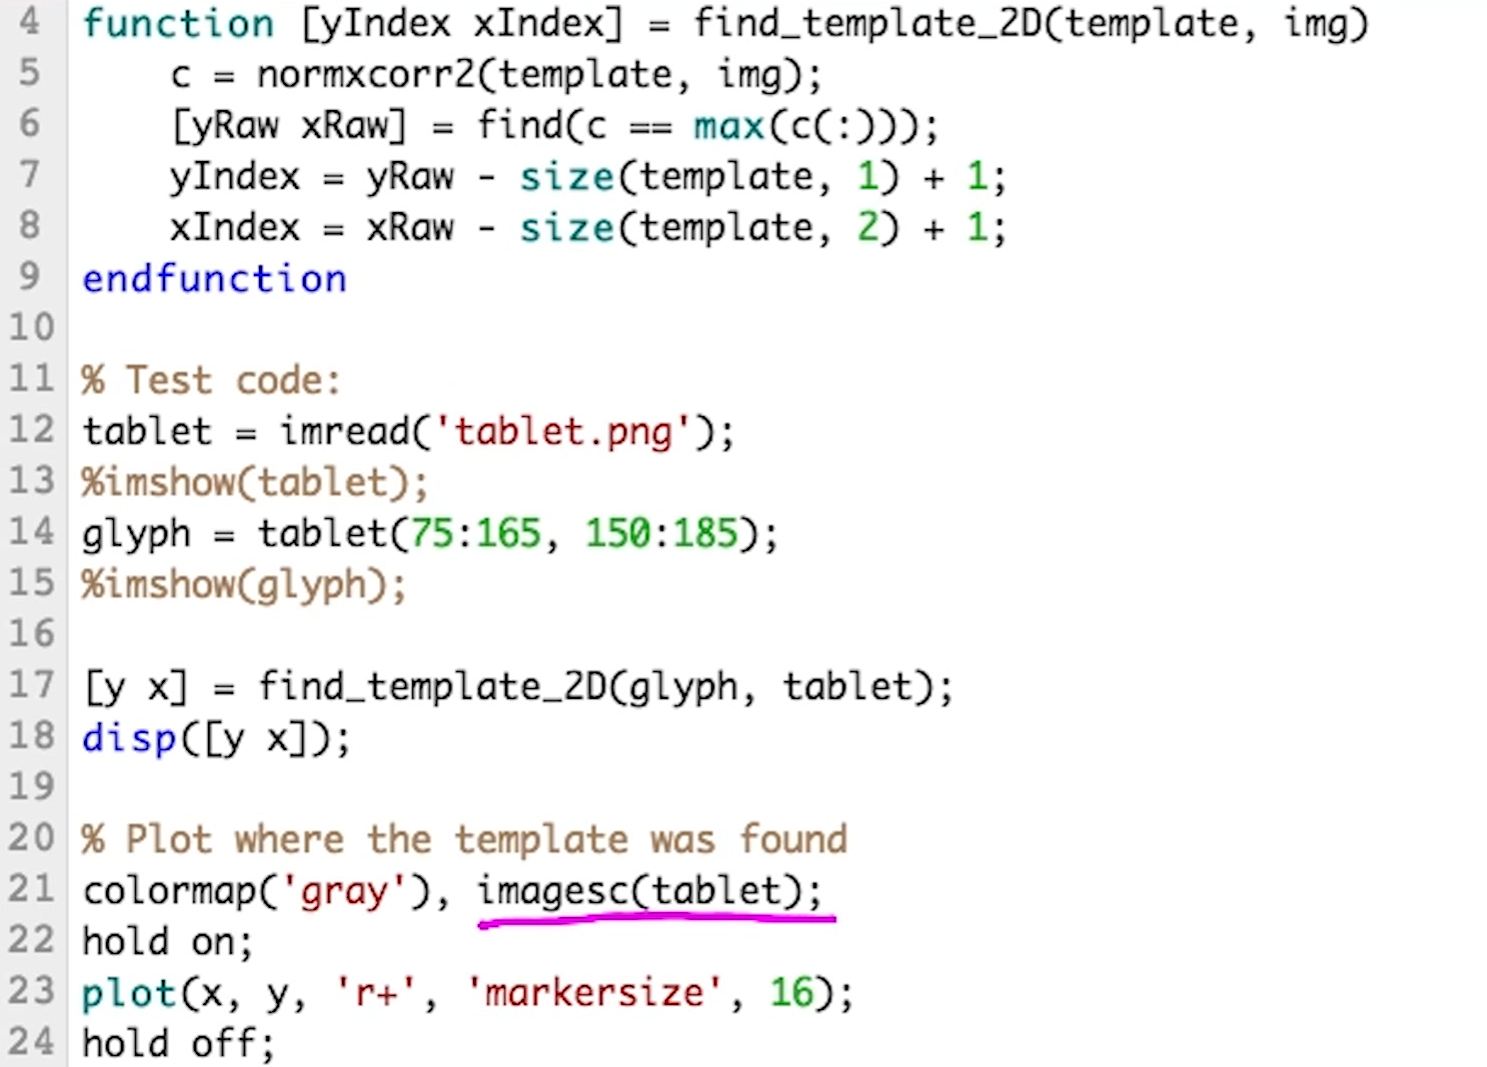 4 function [yIndex xIndex] = find_template_2D(template, img)
5 c = normxcorr2(template, img);
6 [yRaw xRaw] = find(c == max(c(:)));
7 yIndex = yRaw - size(template, 1) + 1;
8 xIndex = xRaw - size(template, 2) + 1;
9 endfunction
10
11 % Test code:
12 tablet = imread('tablet.png');
13 %imshow(tablet);
14 glyph = tablet(75:165, 150:185);
15 %imshow(glyph);
16
17 [y x] = find_template_2D(glyph, tablet);
18 disp([y x]);
19
20 % Plot where the template was found
21 colormap('gray'), imagesc(tablet);
22 hold on;
23 plot(x, y, 'r+', 'markersize', 16);
24 hold off;